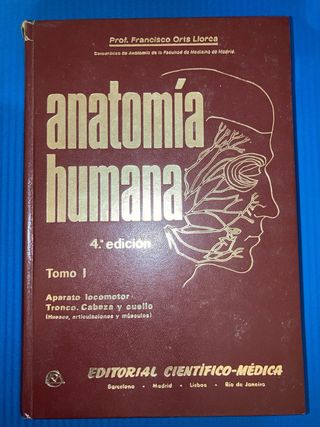 Prof. Francisco Orts Llorca
Catedrático de Anatomía de la Facultad de Medicina de Madrid.
anatomía
humana
4.ª edición
Tomo I
Aparato locomotor
Tronco. Cabeza y cuello
(Huesos, articulaciones y músculos)
EDITORIAL CIENTÍFICO-MÉDICA
Barcelona - Madrid - Lisboa - Río de Janeiro